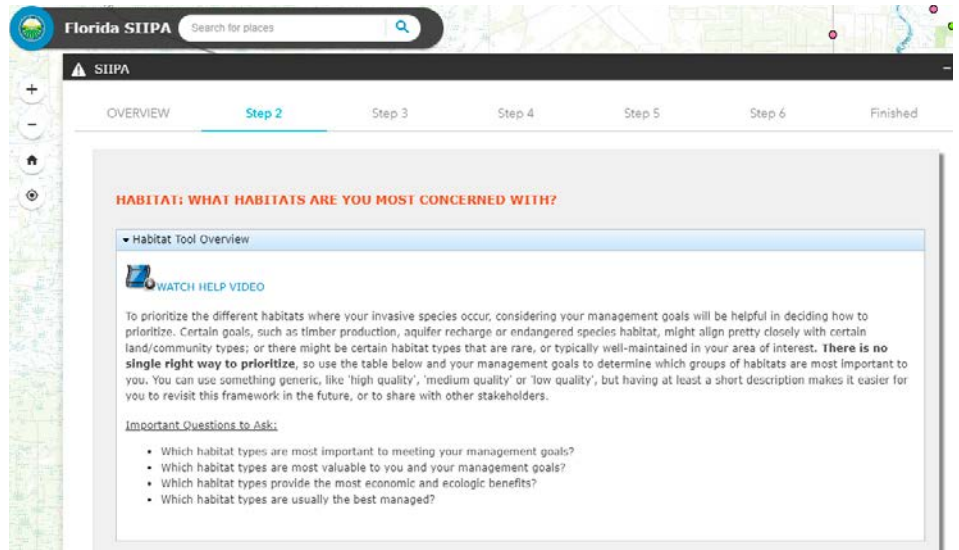 Florida SIIPA
Search for places
SIIPA
OVERVIEW Step 2 Step 3 Step 4 Step 5 Step 6 Finished
HABITAT: WHAT HABITATS ARE YOU MOST CONCERNED WITH?
Habitat Tool Overview
WATCH HELP VIDEO
To prioritize the different habitats where your invasive species occur, considering your management goals will be helpful in deciding how to
prioritize. Certain goals, such as timber production, aquifer recharge or endangered species habitat, might align pretty closely with certain
land/community types; or there might be certain habitat types that are rare, or typically well-maintained in your area of interest. There is no
single right way to prioritize, so use the table below and your management goals to determine which groups of habitats are most important to
you. You can use something generic, like 'high quality', 'medium quality' or 'low quality', but having at least a short description makes it easier for
you to revisit this framework in the future, or to share with other stakeholders.
Important Questions to Ask:
• Which habitat types are most important to meeting your management goals?
• Which habitat types are most valuable to you and your management goals?
• Which habitat types provide the most economic and ecologic benefits?
• Which habitat types are usually the best managed?